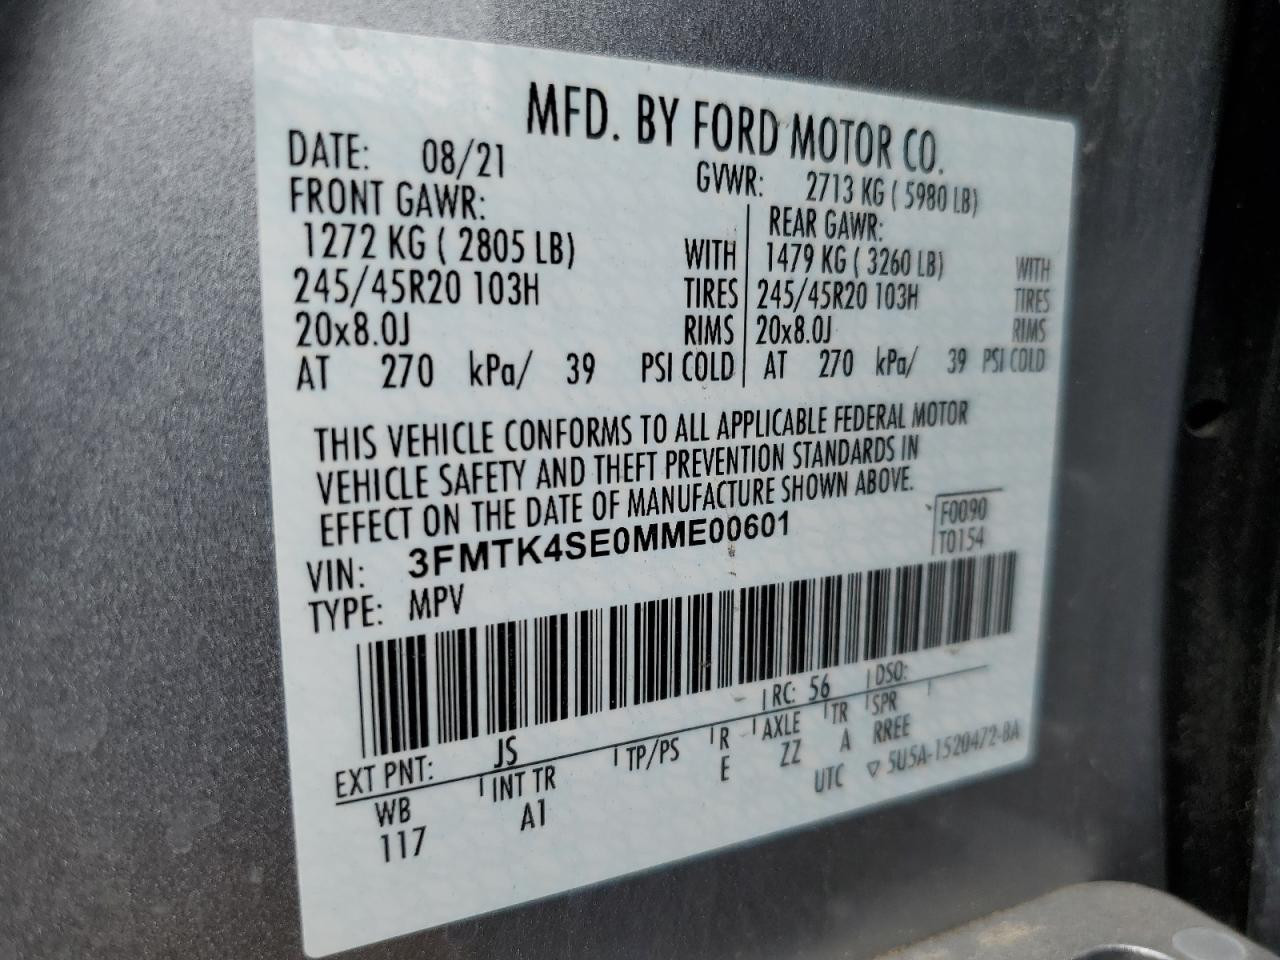 MFD. BY FORD MOTOR CO.
DATE: 08/21 GVWR: 2713 KG ( 5980 LB)
FRONT GAWR: REAR GAWR:
1272 KG ( 2805 LB) WITH 1479 KG ( 3260 LB) WITH
245/45R20 103H TIRES 245/45R20 103H TIRES
20x8.0J RIMS 20x8.0J RIMS
AT 270 kPa/ 39 PSI COLD AT 270 kPa/ 39 PSI COLD
THIS VEHICLE CONFORMS TO ALL APPLICABLE FEDERAL MOTOR
VEHICLE SAFETY AND THEFT PREVENTION STANDARDS IN
EFFECT ON THE DATE OF MANUFACTURE SHOWN ABOVE.
VIN: 3FMTK4SE0MME00601 F0090
TYPE: MPV T0154
EXT PNT: JS RC: 56 DSO:
WB INT TR TP/PS R AXLE TR SPR
117 A1 E ZZ A RREE
UTC ▽ 5U5A-1520472-BA